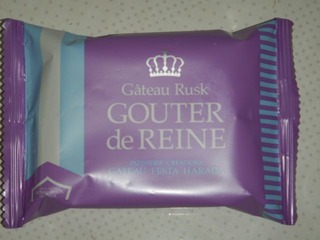 Gâteau Rusk
GOUTER
de REINE
GATEAU FESTA HARADA